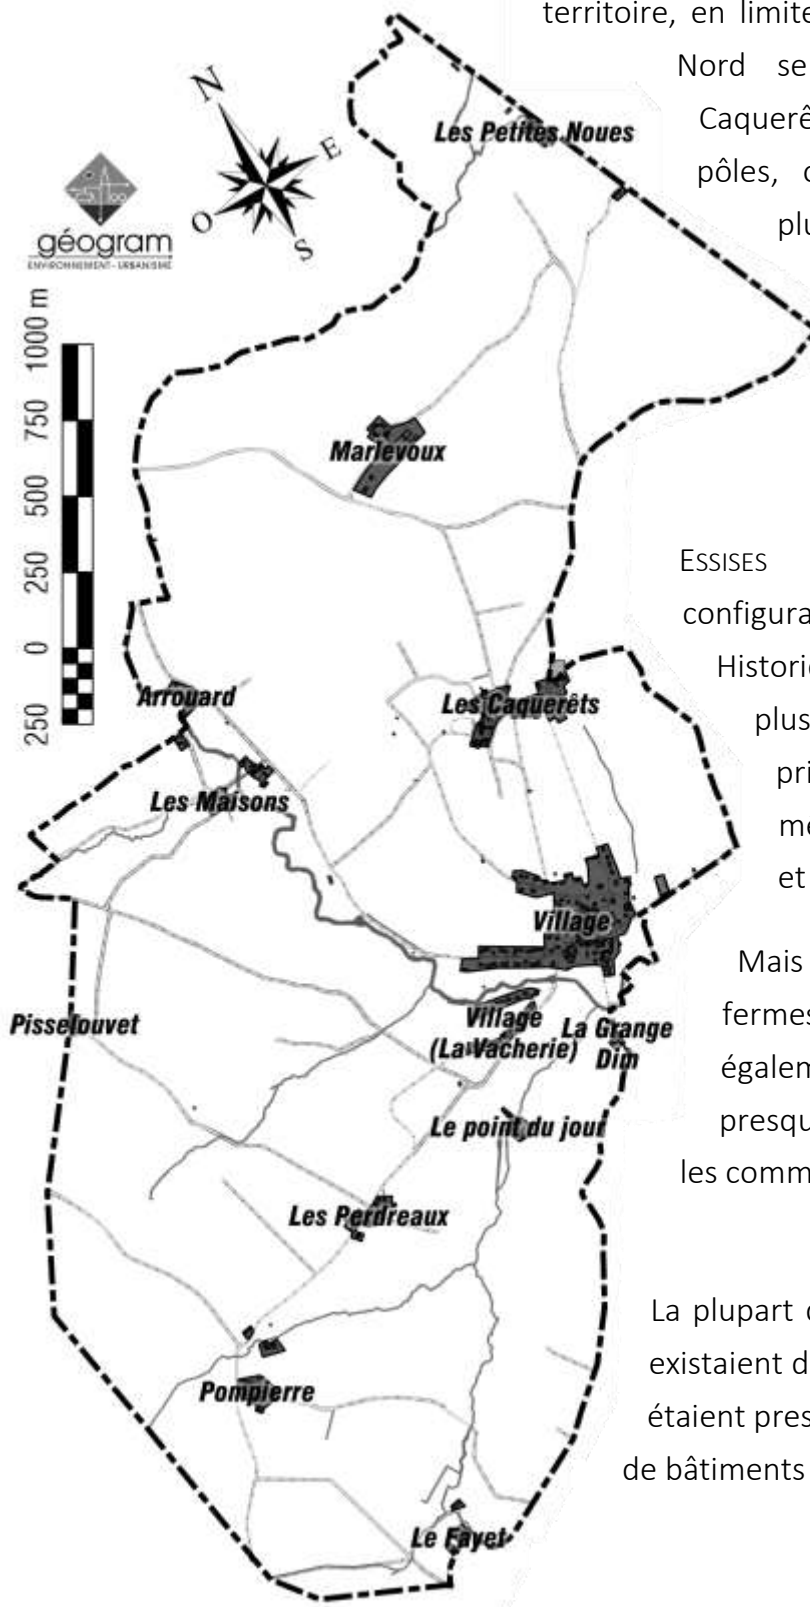 territoire, en limite
Nord se
Caquerê
pôles,
plu
N
E
O
S
géogram
ENVIRONNEMENT - URBANISME
1000 m
750
500
250
0
250
Les Petites Noues
Marlevoux
ESSISES
configura
Historic
plus
pri
me
et
Arrouard
Les Caquerêts
Les Maisons
Village
Mais
fermes
égalem
presqu
les comm
Pisselouvet
Village
(La Vacherie)
La Grange
Dim
Le point du jour
Les Perdreaux
La plupart
existaient d
étaient pres
de bâtiments
Pompierre
Le Fayet